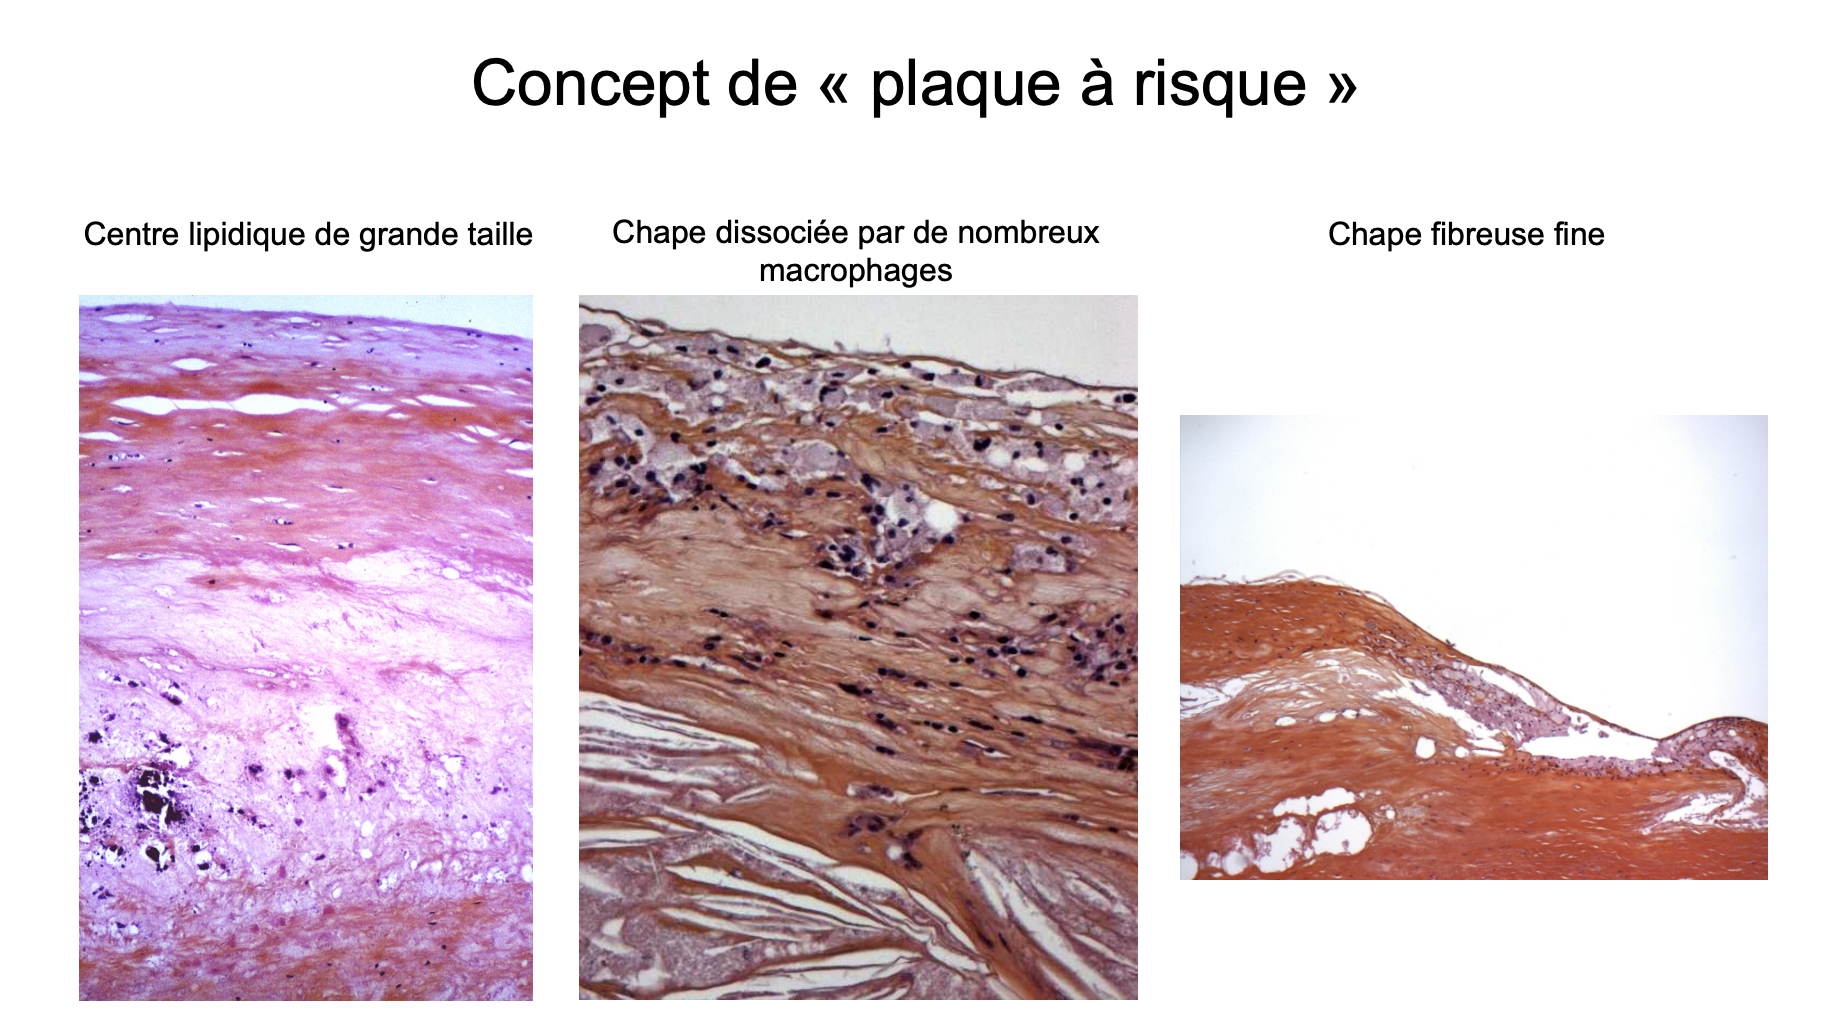 Concept de « plaque à risque »
Centre lipidique de grande taille
Chape dissociée par de nombreux
macrophages
Chape fibreuse fine